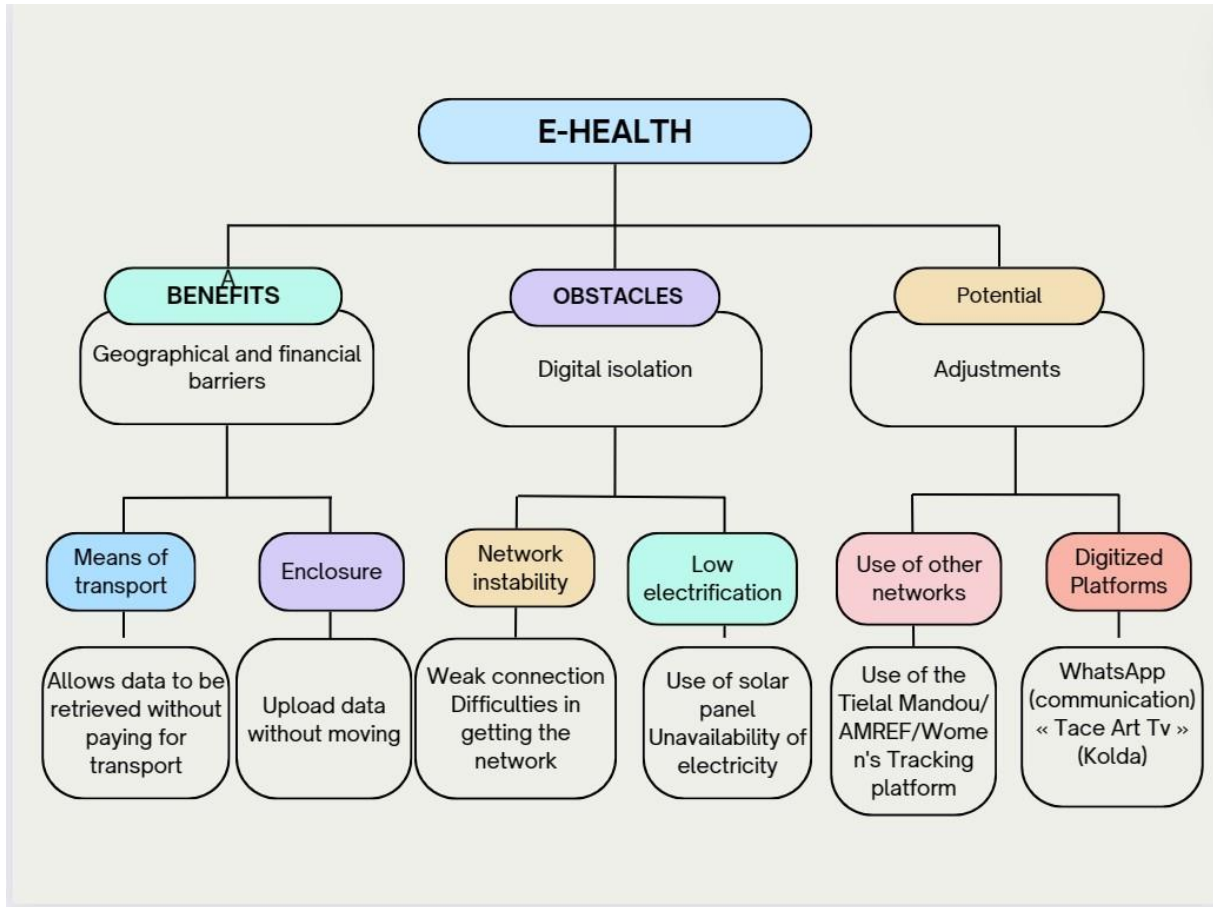 E-HEALTH
A
BENEFITS
Geographical and financial
barriers
OBSTACLES
Digital isolation
Potential
Adjustments
Means of
transport
Allows data to be
retrieved without
paying for
transport
Enclosure
Upload data
without moving
Network
instability
Weak connection
Difficulties in
getting the
network
Low
electrification
Use of solar
panel
Unavailability of
electricity
Use of other
networks
Use of the
Tielal Mandou/
AMREF/Wome
n's Tracking
platform
Digitized
Platforms
WhatsApp
(communication)
« Tace Art Tv »
(Kolda)